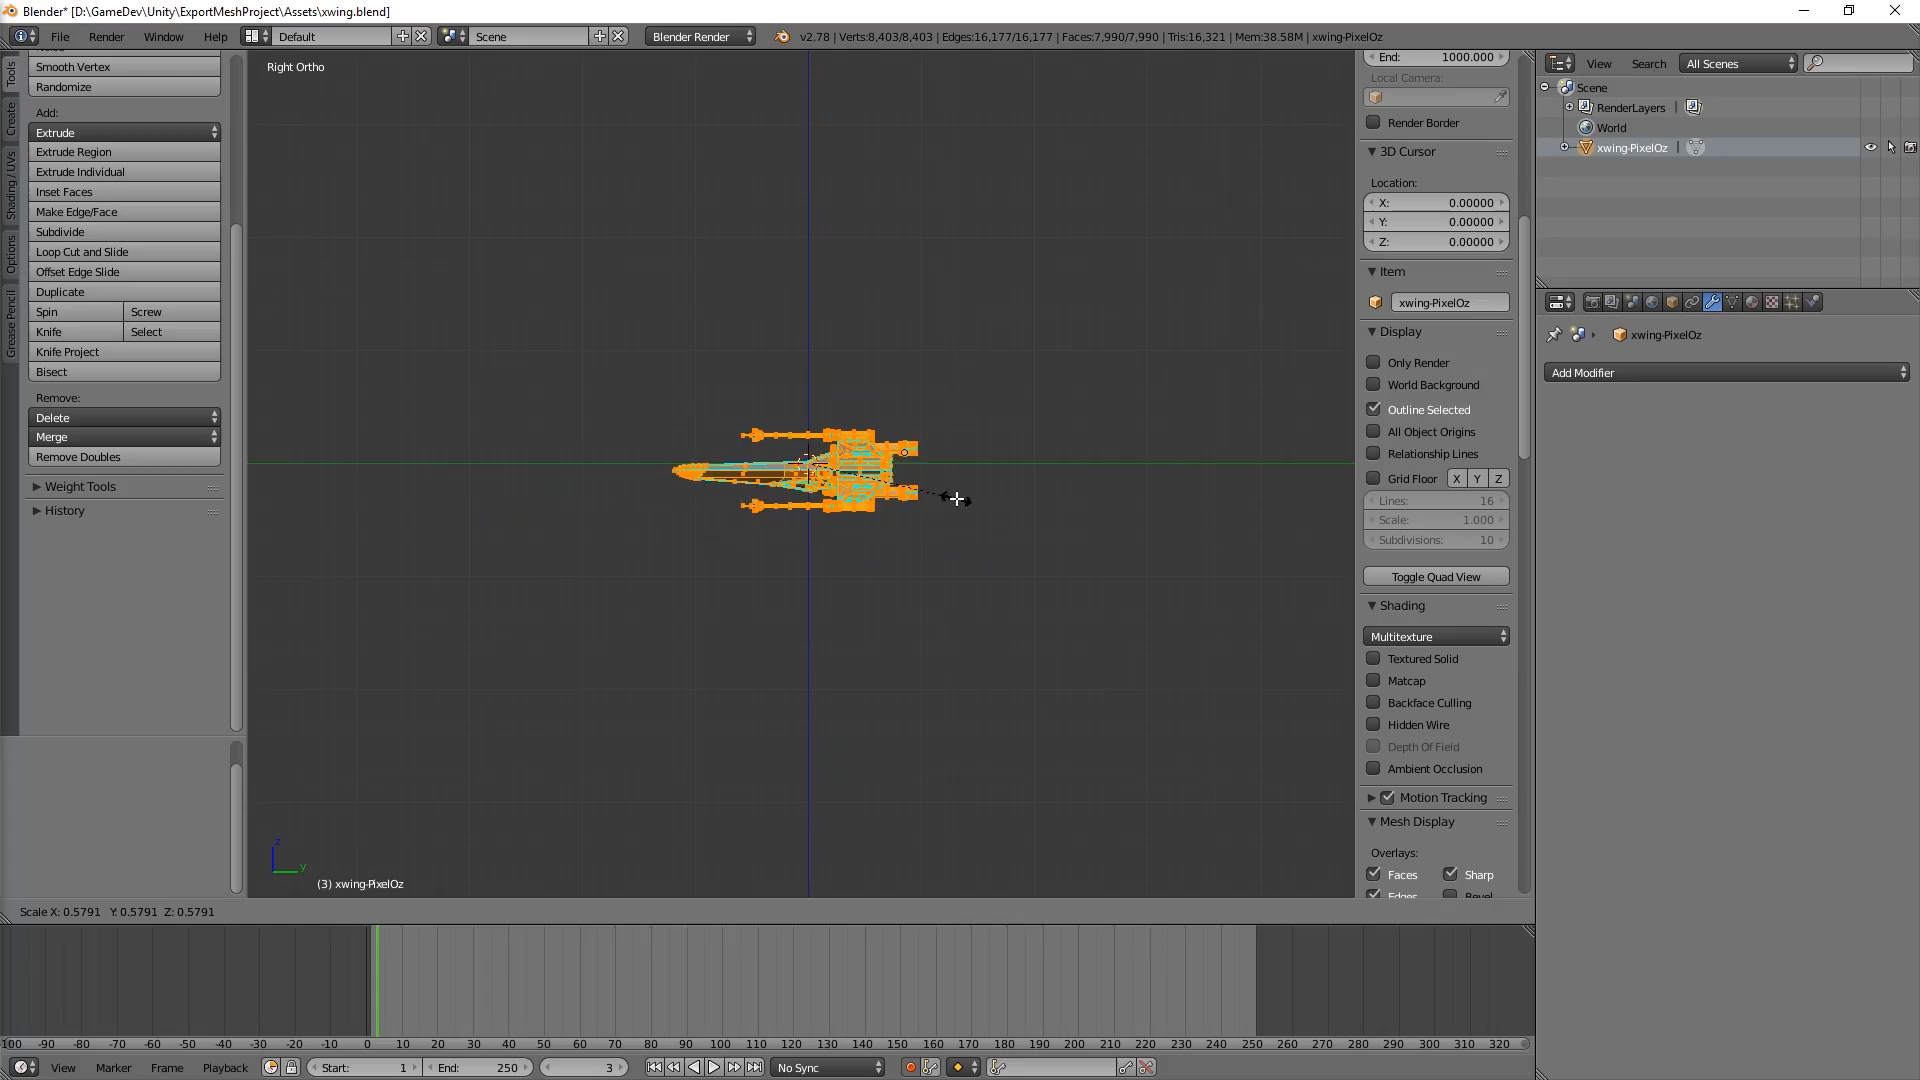 Blender* [D:\GameDev\Unity\ExportMeshProject\Assets\xwing.blend]
File Render Window Help Default Scene Blender Render v2.78 | Verts:8,403/8,403 | Edges:16,177/16,177 | Faces:7,990/7,990 | Tris:16,321 | Mem:38.58M | xwing-PixelOz
Tools
Create
Shading / UVs
Options
Grease Pencil
Smooth Vertex
Randomize
Add:
Extrude
Extrude Region
Extrude Individual
Inset Faces
Make Edge/Face
Subdivide
Loop Cut and Slide
Offset Edge Slide
Duplicate
Spin Screw
Knife Select
Knife Project
Bisect
Remove:
Delete
Merge
Remove Doubles
Weight Tools
History
Right Ortho
z
y
(3) xwing-PixelOz
End: 1000.000
Local Camera:
Render Border
3D Cursor
Location:
X: 0.00000
Y: 0.00000
Z: 0.00000
Item
xwing-PixelOz
Display
Only Render
World Background
Outline Selected
All Object Origins
Relationship Lines
Grid Floor X Y Z
Lines: 16
Scale: 1.000
Subdivisions: 10
Toggle Quad View
Shading
Multitexture
Textured Solid
Matcap
Backface Culling
Hidden Wire
Depth Of Field
Ambient Occlusion
Motion Tracking
Mesh Display
Overlays:
Faces Sharp
Edges Bevel
View Search All Scenes
Scene
RenderLayers |
World
xwing-PixelOz |
xwing-PixelOz
Add Modifier
Scale X: 0.5791 Y: 0.5791 Z: 0.5791
-100 -90 -80 -70 -60 -50 -40 -30 -20 -10 0 10 20 30 40 50 60 70 80 90 100 110 120 130 140 150 160 170 180 190 200 210 220 230 240 250 260 270 280 290 300 310 320
View Marker Frame Playback Start: 1 End: 250 3 No Sync